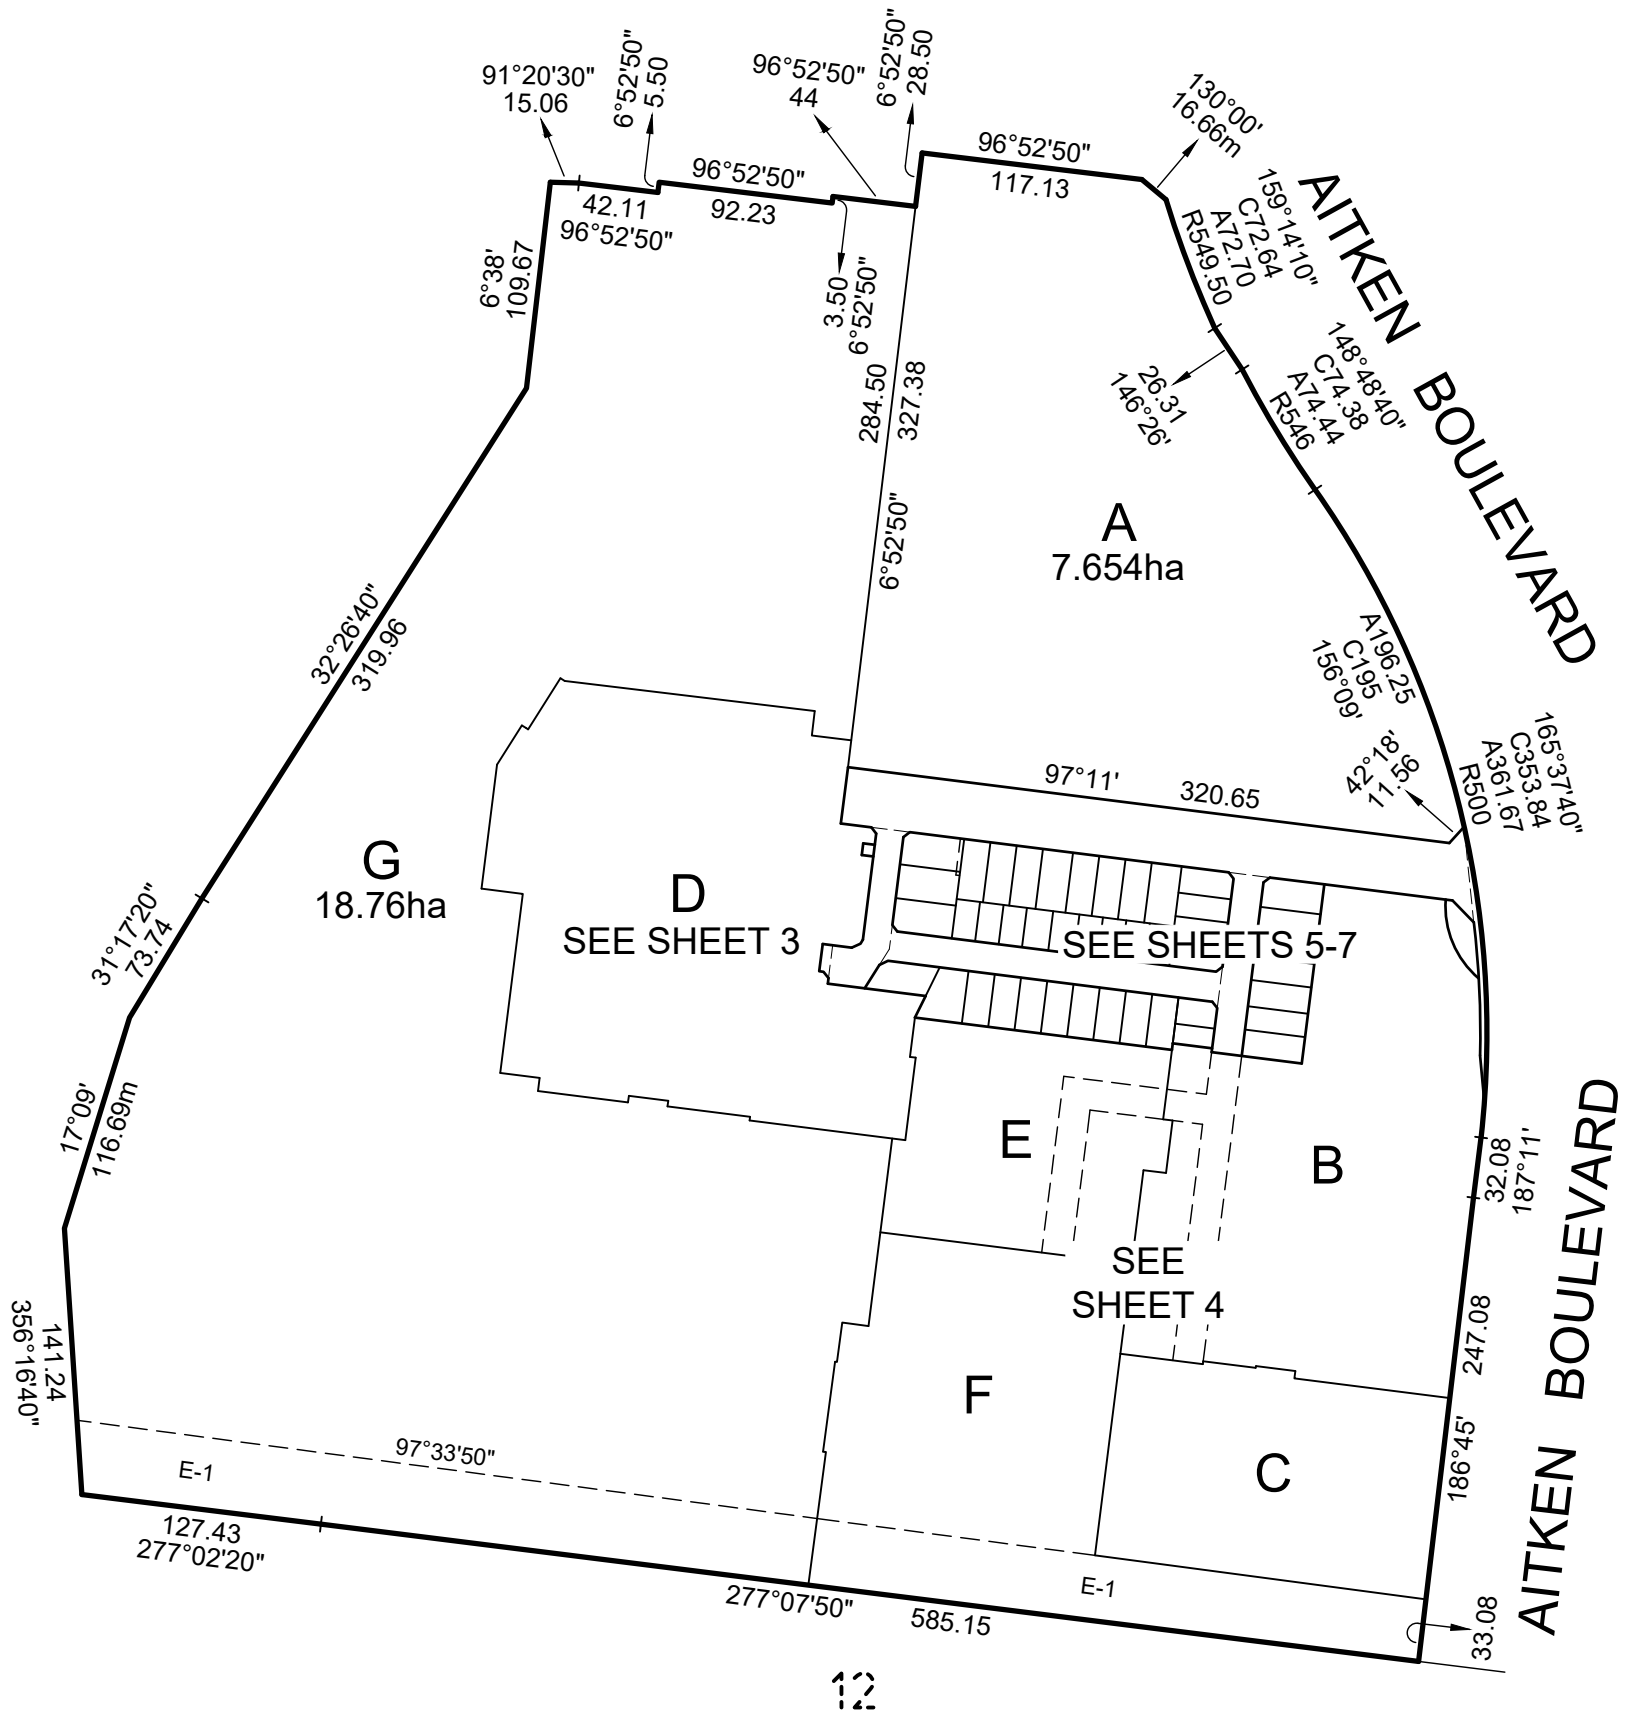 91°20'30"
15.06
6°52'50"
5.50
96°52'50"
44
6°52'50"
28.50
130°00'
16.66m
96°52'50"
117.13
96°52'50"
92.23
42.11
96°52'50"
159°14'10"
C72.64
A72.70
R549.50
AITKEN BOULEVARD
6°38'
109.67
3.50
6°52'50"
148°48'40"
C74.38
A74.44
R546
26.31
146°26'
284.50
327.38
6°52'50"
A
7.654ha
32°26'40"
319.96
A196.25
C195
156°09'
165°37'40"
C353.84
A361.67
R500
42°18'
11.56
97°11'
320.65
G
18.76ha
D
SEE SHEET 3
SEE SHEETS 5-7
31°17'20"
73.74
17°09'
116.69m
E
B
32.08
187°11'
AITKEN BOULEVARD
SEE
SHEET 4
356°16'40"
141.24
247.08
186°45'
F
C
97°33'50"
E-1
127.43
277°02'20"
E-1
277°07'50"
585.15
33.08
12